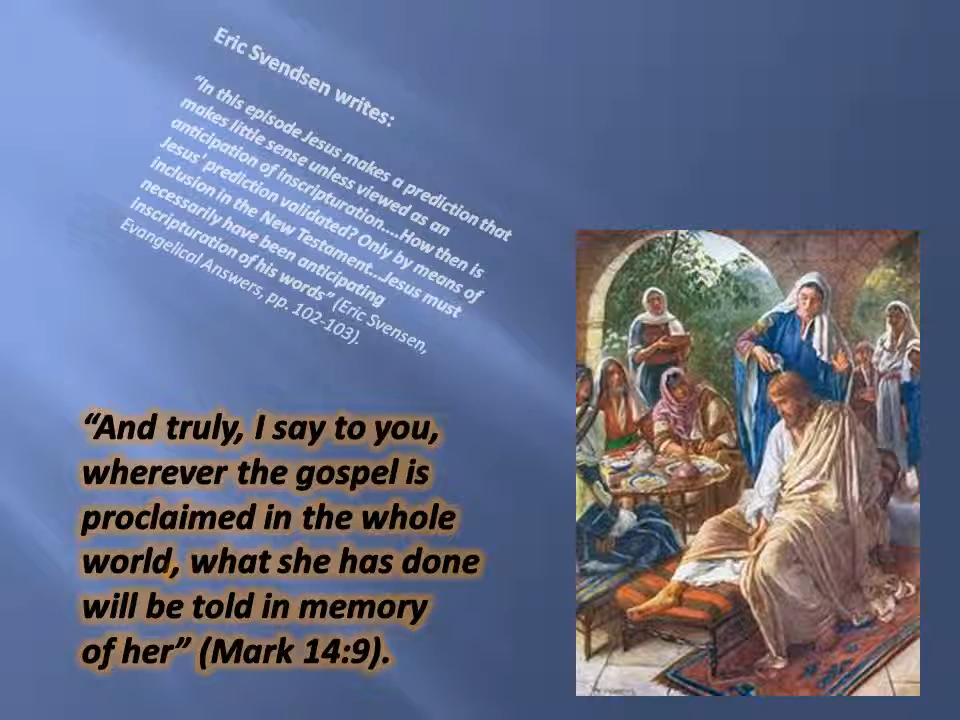 Eric Svendsen writes:
“In this episode Jesus makes a prediction that
makes little sense unless viewed as an
anticipation of inscripturation....How then is
Jesus' prediction validated? Only by means of
inclusion in the New Testament...Jesus must
necessarily have been anticipating
inscripturation of his words” (Eric Svensen,
Evangelical Answers, pp. 102-103).
“And truly, I say to you,
wherever the gospel is
proclaimed in the whole
world, what she has done
will be told in memory
of her” (Mark 14:9).